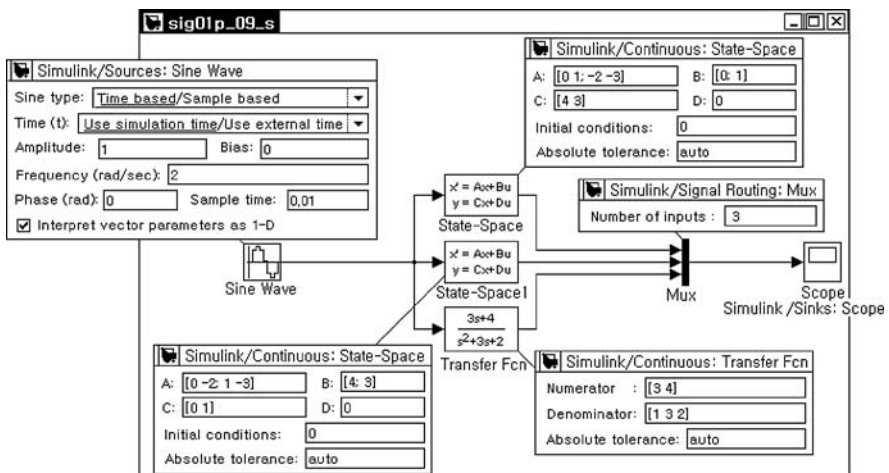 sig01p_09_s
Simulink/Sources: Sine Wave
Sine type: Time based/Sample based
Time (t): Use simulation time/Use external time
Amplitude: 1 Bias: 0
Frequency (rad/sec): 2
Phase (rad): 0 Sample time: 0,01
Interpret vector parameters as 1-D
Sine Wave
Simulink/Continuous: State-Space
A: [0 1; -2 -3] B: [0; 1]
C: [4 3] D: 0
Initial conditions: 0
Absolute tolerance: auto
x' = Ax+Bu
y = Cx+Du
State-Space
Simulink/Signal Routing: Mux
Number of inputs : 3
x' = Ax+Bu
y = Cx+Du
State-Space1
Mux
Scope
Simulink /Sinks: Scope
3s+4
s²+3s+2
Transfer Fcn
Simulink/Continuous: State-Space
A: [0 -2; 1 -3] B: [4; 3]
C: [0 1] D: 0
Initial conditions: 0
Absolute tolerance: auto
Simulink/Continuous: Transfer Fcn
Numerator : [3 4]
Denominator: [1 3 2]
Absolute tolerance: auto